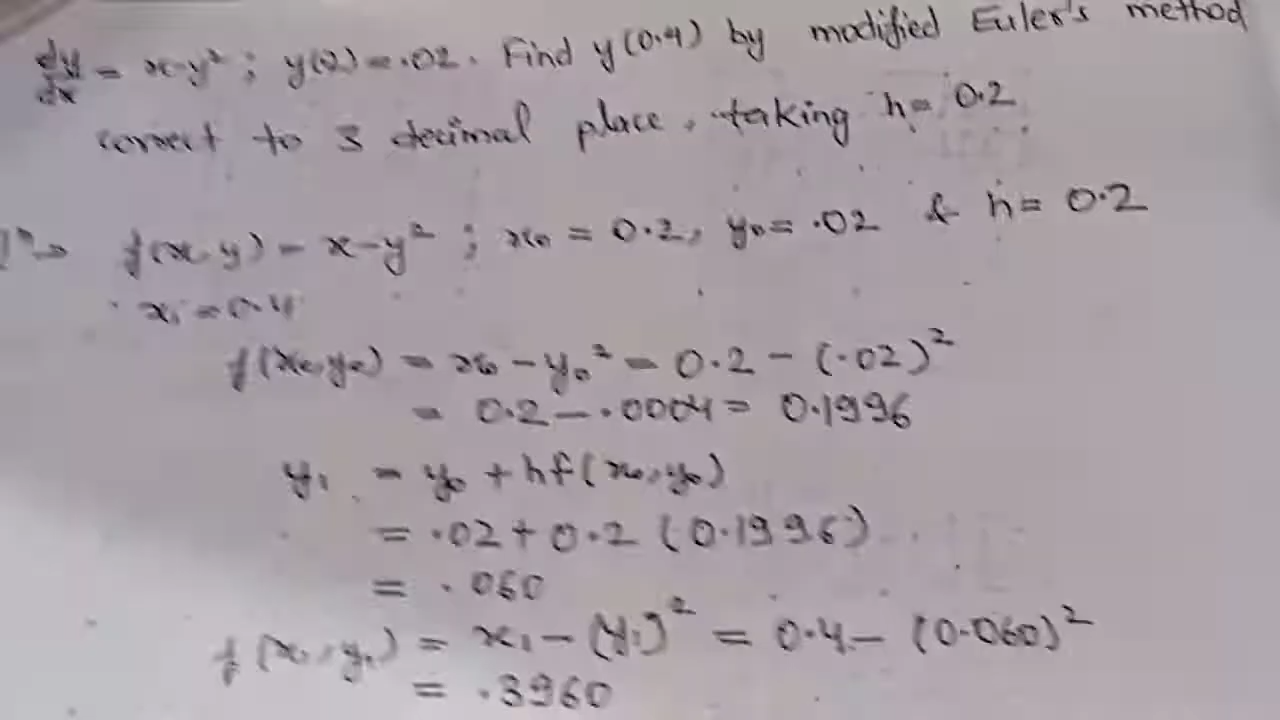 dy/dx = x-y²; y(2) = .02. Find y(0.4) by modified Euler's method
correct to 3 decimal place, taking h= 0.2
f(x, y) = x-y² ; x₀ = 0.2, y₀= .02 & h= 0.2
x₁ = 0.4
f(x₀, y₀) = x₀ - y₀² = 0.2 - (.02)²
= 0.2 - .0004 = 0.1996
y₁ = y₀ + hf(x₀, y₀)
= .02 + 0.2 (0.1996)
= .060
f(x₁, y₁) = x₁ - (y₁)² = 0.4 - (0.060)²
= .3960